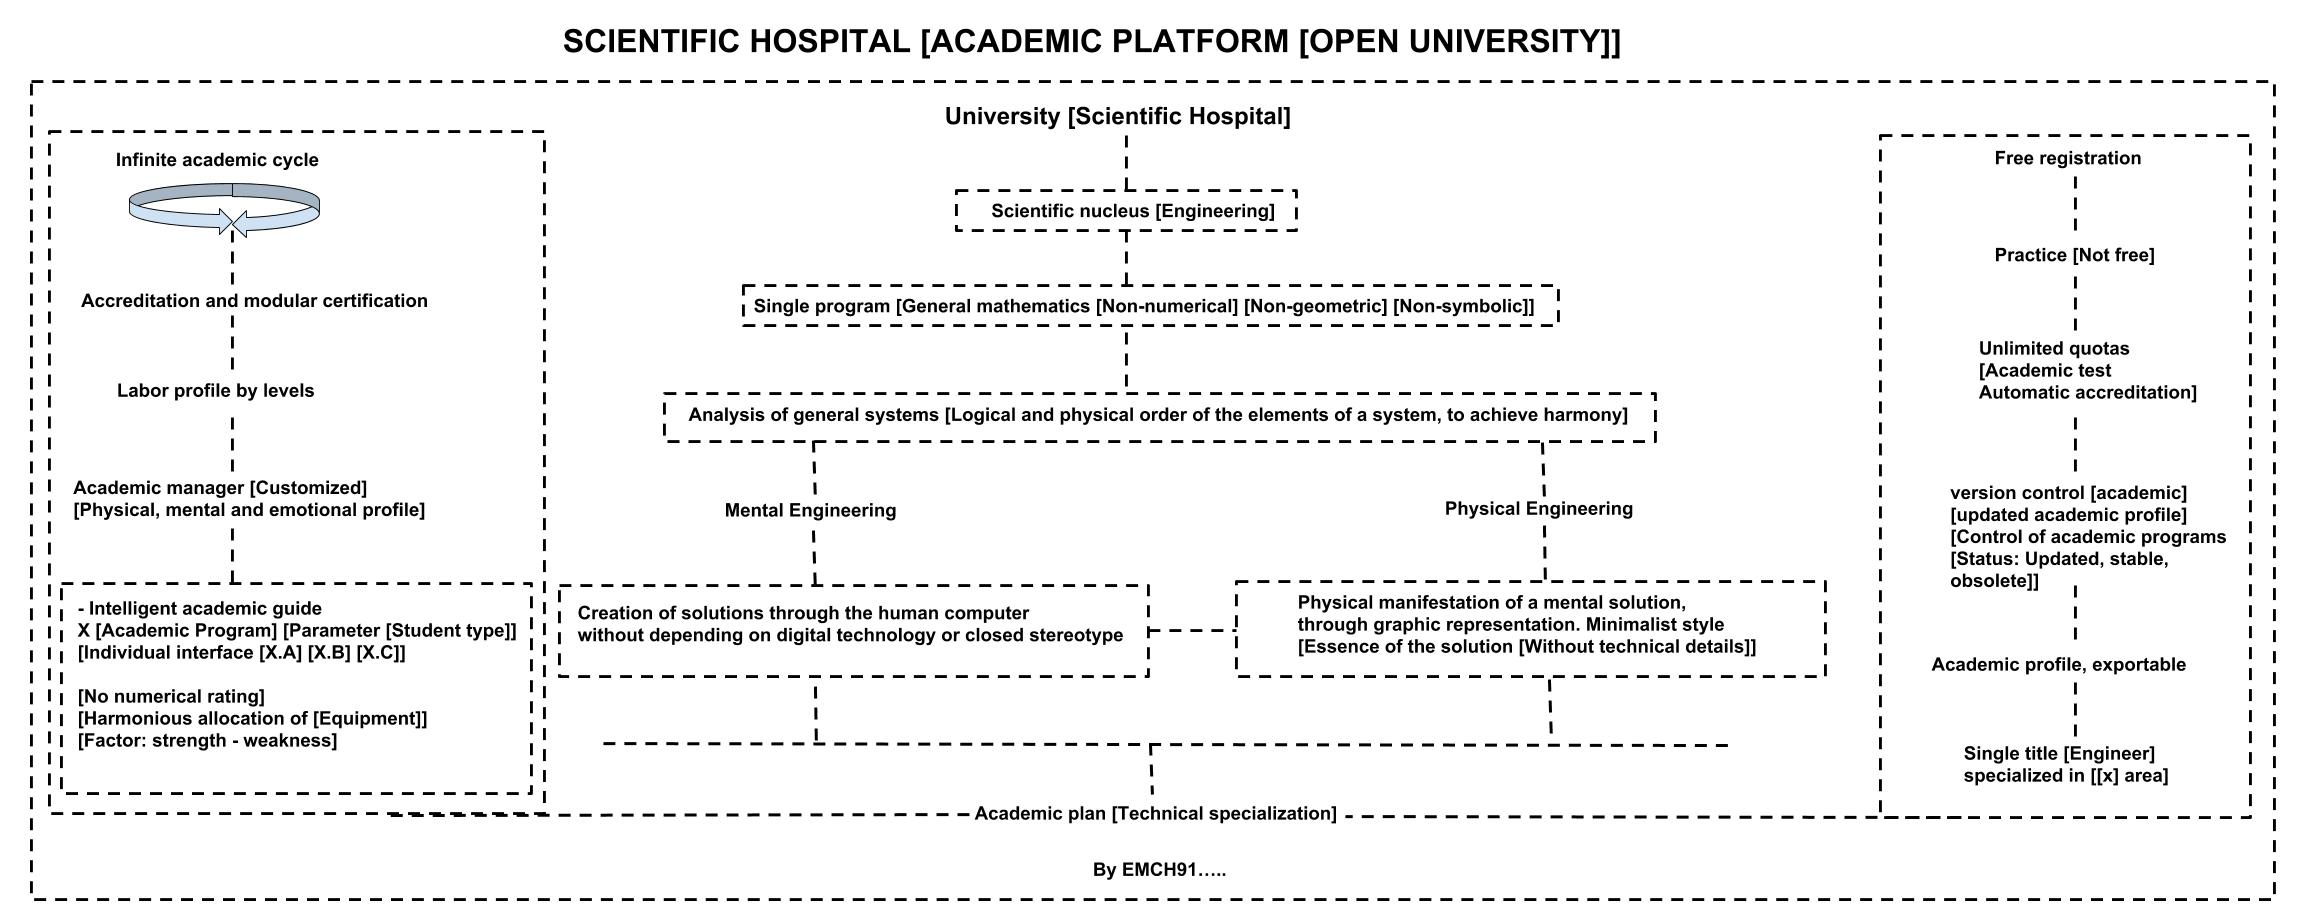 SCIENTIFIC HOSPITAL [ACADEMIC PLATFORM [OPEN UNIVERSITY]]
University [Scientific Hospital]
Scientific nucleus [Engineering]
Single program [General mathematics [Non-numerical] [Non-geometric] [Non-symbolic]]
Analysis of general systems [Logical and physical order of the elements of a system, to achieve harmony]
Mental Engineering
Physical Engineering
Creation of solutions through the human computer
without depending on digital technology or closed stereotype
Physical manifestation of a mental solution,
through graphic representation. Minimalist style
[Essence of the solution [Without technical details]]
Infinite academic cycle
Accreditation and modular certification
Labor profile by levels
Academic manager [Customized]
[Physical, mental and emotional profile]
- Intelligent academic guide
X [Academic Program] [Parameter [Student type]]
[Individual interface [X.A] [X.B] [X.C]]
[No numerical rating]
[Harmonious allocation of [Equipment]]
[Factor: strength - weakness]
Free registration
Practice [Not free]
Unlimited quotas
[Academic test
Automatic accreditation]
version control [academic]
[updated academic profile]
[Control of academic programs
[Status: Updated, stable,
obsolete]]
Academic profile, exportable
Single title [Engineer]
specialized in [[x] area]
Academic plan [Technical specialization]
By EMCH91.....